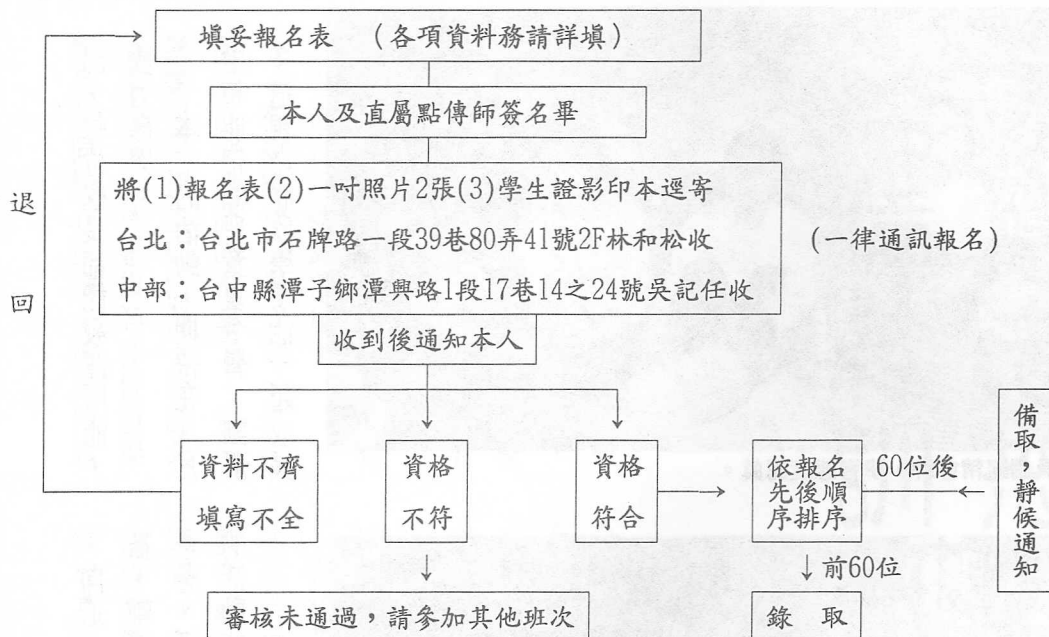 填妥報名表 (各項資料務請詳填)
本人及直屬點傳師簽名畢
將(1)報名表(2)一吋照片2張(3)學生證影印本逕寄
台北：台北市石牌路一段39巷80弄41號2F林和松收
中部：台中縣潭子鄉潭興路1段17巷14之24號吳記任收
(一律通訊報名)
退回
收到後通知本人
資料不齊
填寫不全
資格
不符
資格
符合
依報名
先後順
序排序
60位後
備取，靜候通知
前60位
審核未通過，請參加其他班次
錄 取